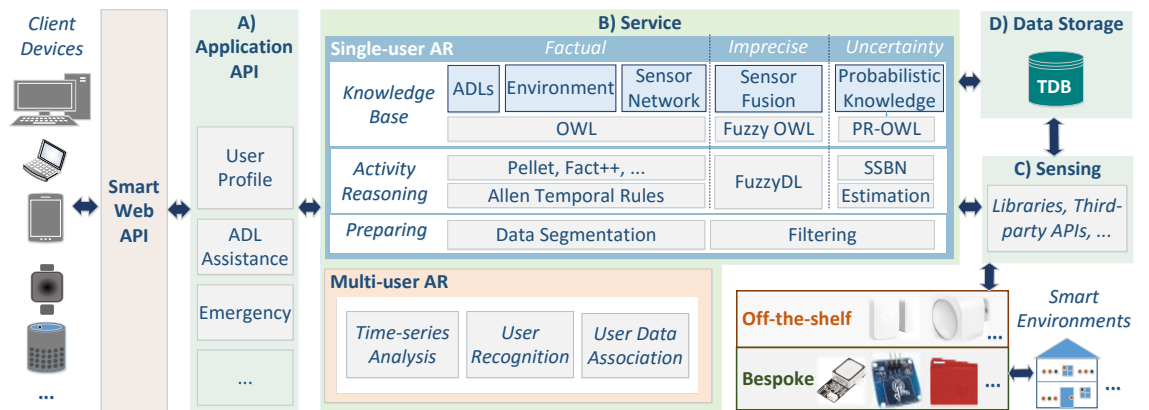 Client
Devices
...
Smart
Web
API
A)
Application
API
User
Profile
ADL
Assistance
Emergency
...
B) Service
Single-user AR
Factual
Imprecise
Uncertainty
Knowledge
Base
ADLs
Environment
Sensor
Network
Sensor
Fusion
Probabilistic
Knowledge
OWL
Fuzzy OWL
PR-OWL
Activity
Reasoning
Pellet, Fact++, ...
Allen Temporal Rules
FuzzyDL
SSBN
Estimation
Preparing
Data Segmentation
Filtering
Multi-user AR
Time-series
Analysis
User
Recognition
User Data
Association
D) Data Storage
TDB
C) Sensing
Libraries, Third-
party APIs, ...
Off-the-shelf
...
Bespoke
...
Smart
Environments
...